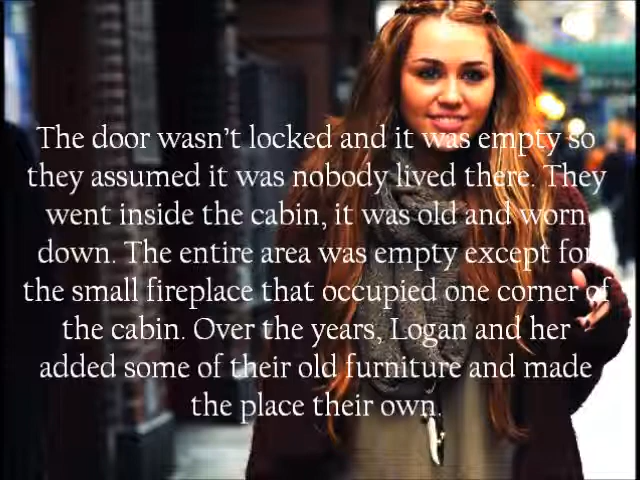 The door wasn't locked and it was empty so
they assumed it was nobody lived there. They
went inside the cabin, it was old and worn
down. The entire area was empty except for
the small fireplace that occupied one corner of
the cabin. Over the years, Logan and her
added some of their old furniture and made
the place their own.